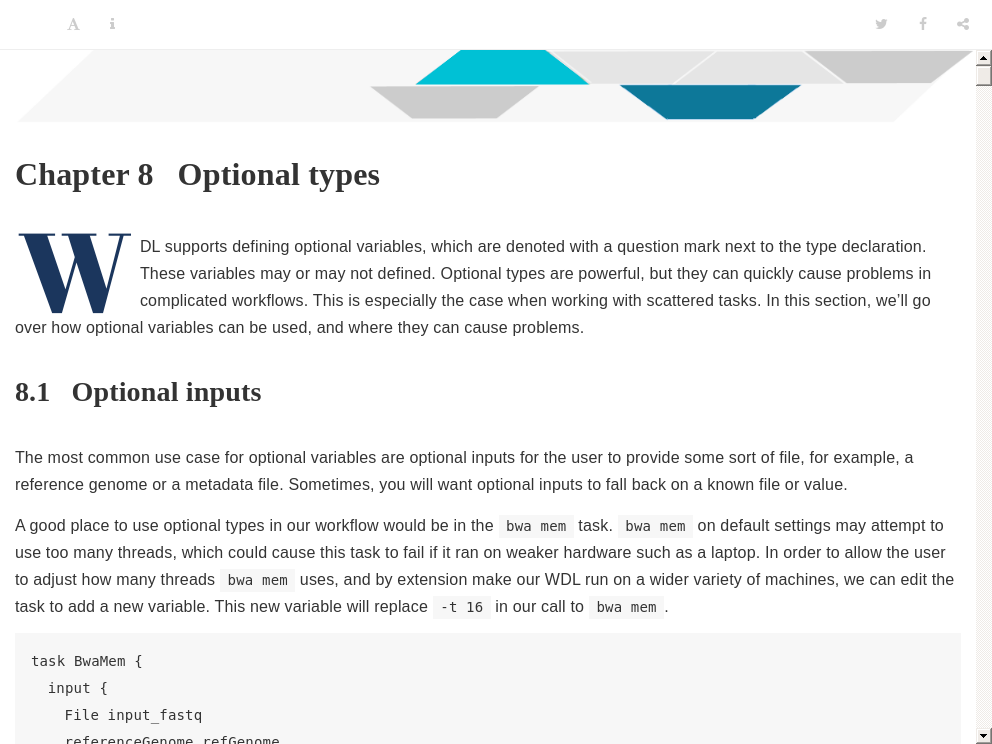 Chapter 8 Optional types
WDL supports defining optional variables, which are denoted with a question mark next to the type declaration.
These variables may or may not defined. Optional types are powerful, but they can quickly cause problems in
complicated workflows. This is especially the case when working with scattered tasks. In this section, we’ll go
over how optional variables can be used, and where they can cause problems.
8.1 Optional inputs
The most common use case for optional variables are optional inputs for the user to provide some sort of file, for example, a
reference genome or a metadata file. Sometimes, you will want optional inputs to fall back on a known file or value.
A good place to use optional types in our workflow would be in the bwa mem task. bwa mem on default settings may attempt to
use too many threads, which could cause this task to fail if it ran on weaker hardware such as a laptop. In order to allow the user
to adjust how many threads bwa mem uses, and by extension make our WDL run on a wider variety of machines, we can edit the
task to add a new variable. This new variable will replace -t 16 in our call to bwa mem.
task BwaMem {
input {
File input_fastq
referenceGenome refGenome